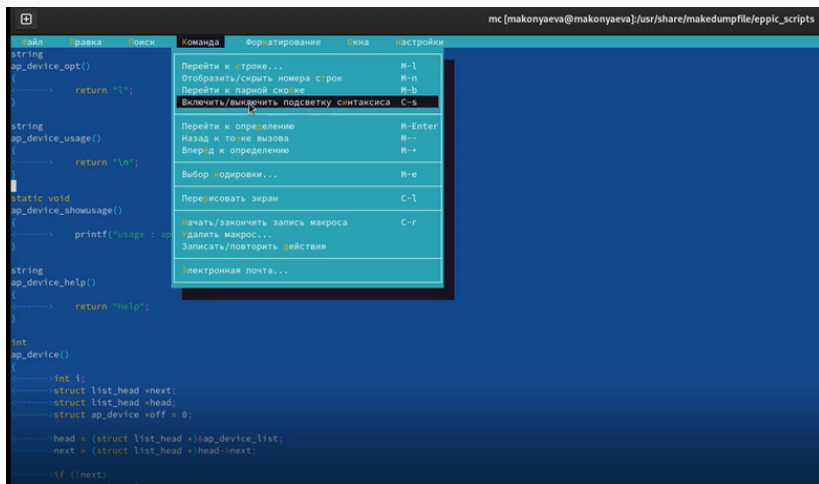 mc [makonyaeva@makonyaeva]:/usr/share/makedumpfile/eppic_scripts
Файл Правка Поиск Команда Форматирование Окна Настройки
string
ap_device_opt()
{
<------> return "l";
}
string
ap_device_usage()
{
<------> return "\n";
}
static void
ap_device_showusage()
{
<------> printf("usage : ap
}
string
ap_device_help()
{
<------> return "Help";
}
int
ap_device()
{
<------>int i;
<------>struct list_head *next;
<------>struct list_head *head;
<------>struct ap_device *off = 0;
<------>head = (struct list_head *)&ap_device_list;
<------>next = (struct list_head *)head->next;
<------>if (!next)
Перейти к строке... M-l
Отобразить/скрыть номера строк M-n
Перейти к парной скобке M-b
Включить/выключить подсветку синтаксиса C-s
Перейти к определению M-Enter
Назад к точке вызова M--
Вперёд к определению M-+
Выбор кодировки... M-e
Перерисовать экран C-l
Начать/закончить запись макроса C-r
Удалить макрос...
Записать/повторить действия
Электронная почта...